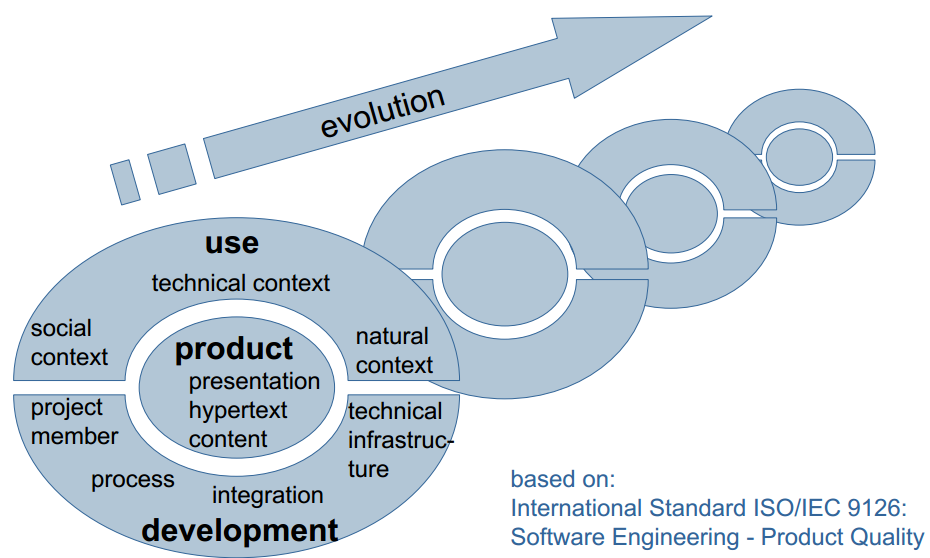 evolution
use
technical context
social
context
natural
context
product
presentation
hypertext
content
project
member
technical
infrastruc-
ture
process
integration
development
based on:
International Standard ISO/IEC 9126:
Software Engineering - Product Quality